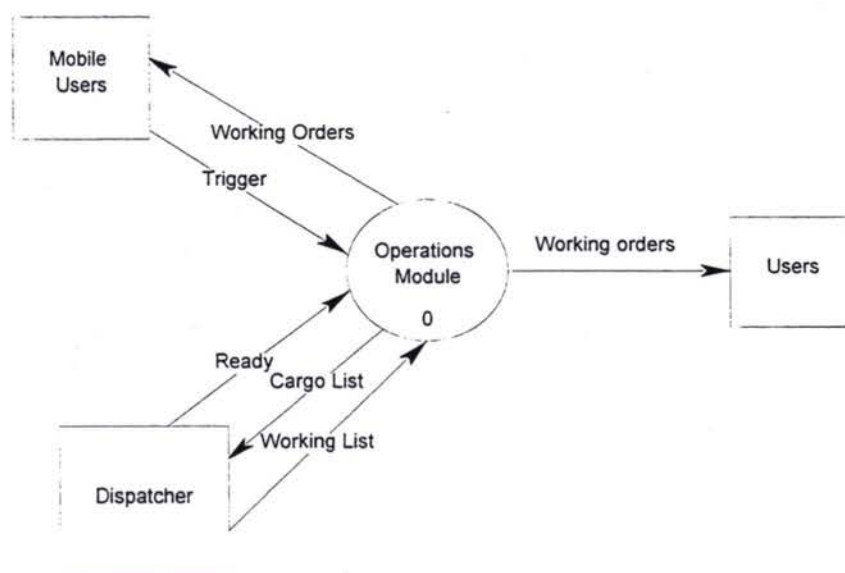 Mobile
Users
Working Orders
Trigger
Operations
Module
0
Working orders
Users
Ready
Cargo List
Working List
Dispatcher